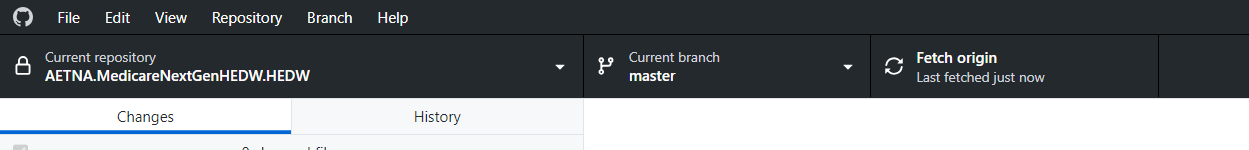 File Edit View Repository Branch Help
Current repository
AETNA.MedicareNextGenHEDW.HEDW
Current branch
master
Fetch origin
Last fetched just now
Changes
History